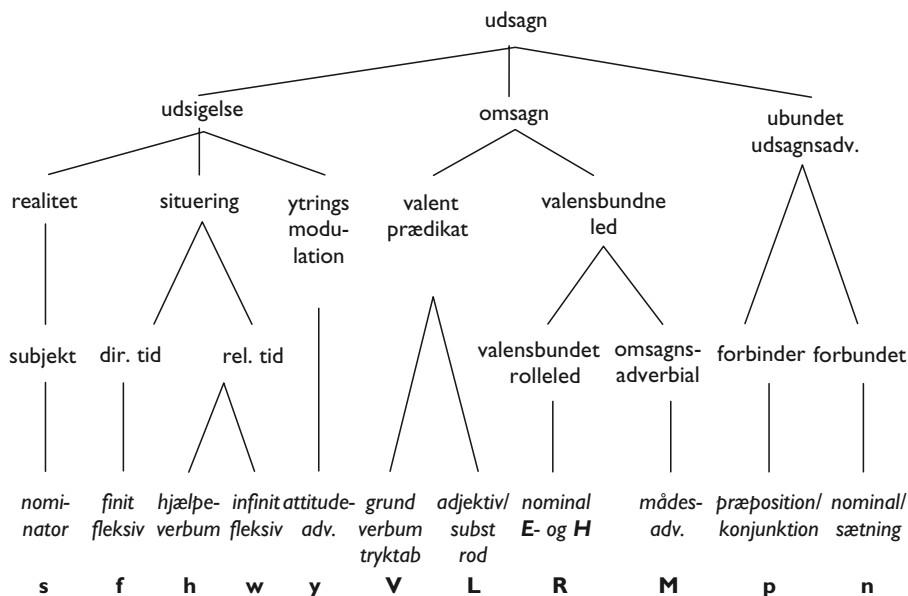 udsagn
udsigelse
omsagn
ubundet
udsagnsadv.
realitet
situering
ytrings
modu-
lation
valent
prædikat
valensbundne
led
subjekt
dir. tid
rel. tid
valensbundet
rolleled
omsagns-
adverbial
forbinder
forbundet
nomi-
nator
finit
fleksiv
hjælpe-
verbum
infinit
fleksiv
attitude-
adv.
grund
verbum
tryktab
adjektiv/
subst
rod
nominal
E- og H
mådes-
adv.
præposition/
konjunktion
nominal/
sætning
s f h w y V L R M p n